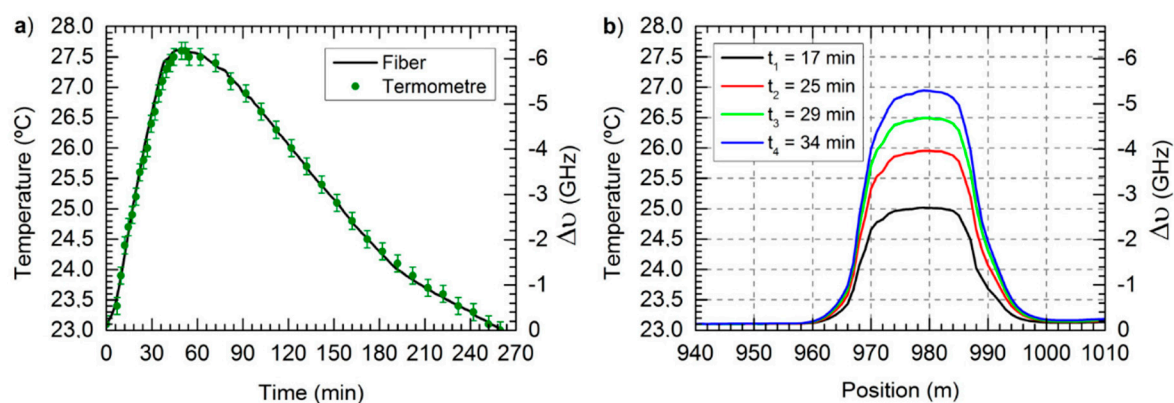 a)
Temperature (ºC)
28.0
27.5
27.0
26.5
26.0
25.5
25.0
24.5
24.0
23.5
23.0
Fiber
Termometre
-6
-5
-4
-3
-2
-1
0
Δυ (GHz)
0 30 60 90 120 150 180 210 240 270
Time (min)
b)
Temperature (ºC)
28.0
27.5
27.0
26.5
26.0
25.5
25.0
24.5
24.0
23.5
23.0
t1 = 17 min
t2 = 25 min
t3 = 29 min
t4 = 34 min
-6
-5
-4
-3
-2
-1
0
Δυ (GHz)
940 950 960 970 980 990 1000 1010
Position (m)